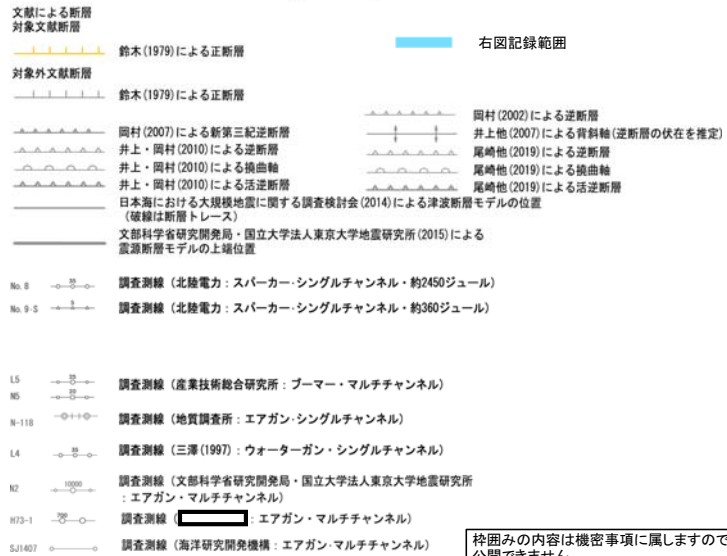 文献による断層
対象文献断層
鈴木(1979)による正断層
右図記録範囲
対象外文献断層
鈴木(1979)による正断層
岡村(2007)による新第三紀逆断層
井上・岡村(2010)による逆断層
井上・岡村(2010)による撓曲軸
井上・岡村(2010)による活逆断層
岡村(2002)による逆断層
井上他(2007)による背斜軸(逆断層の伏在を推定)
尾崎他(2019)による逆断層
尾崎他(2019)による撓曲軸
尾崎他(2019)による活逆断層
日本海における大規模地震に関する調査検討会(2014)による津波断層モデルの位置
(破線は断層トレース)
文部科学省研究開発局・国立大学法人東京大学地震研究所(2015)による
震源断層モデルの上端位置
No.8 調査測線(北陸電力:スパーカー・シングルチャンネル・約2450ジュール)
No.9-S 9 調査測線(北陸電力:スパーカー・シングルチャンネル・約360ジュール)
L5 25 調査測線(産業技術総合研究所:ブーマー・マルチチャンネル)
N5 20
N-118 調査測線(地質調査所:エアガン・シングルチャンネル)
L4 35 調査測線(三澤(1997):ウォーターガン・シングルチャンネル)
N2 10000 調査測線(文部科学省研究開発局・国立大学法人東京大学地震研究所
:エアガン・マルチチャンネル)
H73-1 700 調査測線( :エアガン・マルチチャンネル)
SJ1407 調査測線(海洋研究開発機構:エアガン・マルチチャンネル)
枠囲みの内容は機密事項に属しますので
公開できません